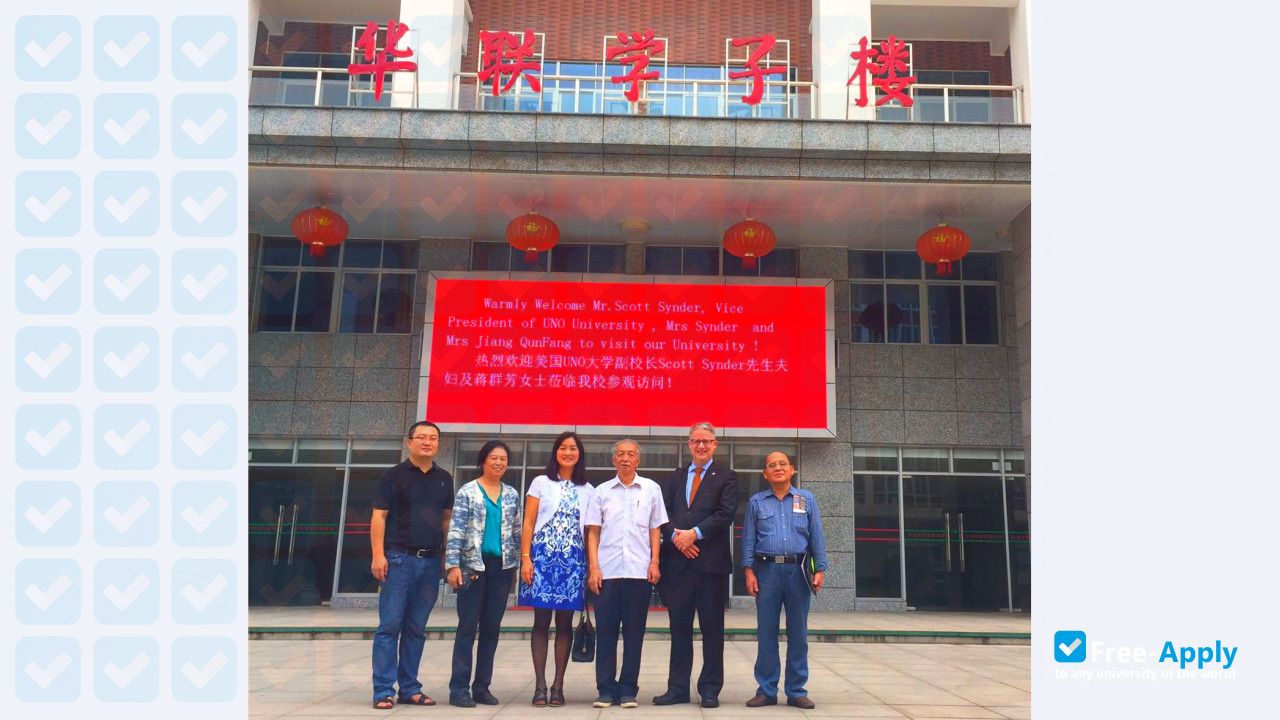 华联学子楼
福 福 福 福
Warmly Welcome Mr.Scott Synder, Vice
President of UNO University , Mrs Synder and
Mrs Jiang QunFang to visit our University !
热烈欢迎美国UNO大学副校长Scott Synder先生夫
妇及蒋群芳女士莅临我校参观访问!
Free-Apply
to any university of the world